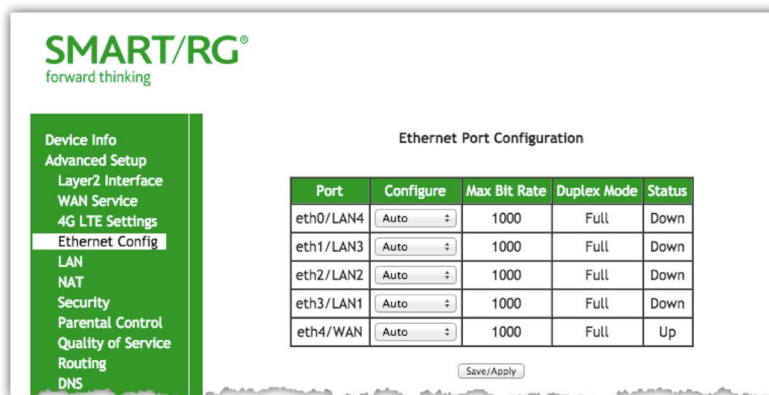 SMART/RG®
forward thinking
Device Info
Advanced Setup
Layer2 Interface
WAN Service
4G LTE Settings
Ethernet Config
LAN
NAT
Security
Parental Control
Quality of Service
Routing
DNS
Ethernet Port Configuration
Port Configure Max Bit Rate Duplex Mode Status
eth0/LAN4 Auto 1000 Full Down
eth1/LAN3 Auto 1000 Full Down
eth2/LAN2 Auto 1000 Full Down
eth3/LAN1 Auto 1000 Full Down
eth4/WAN Auto 1000 Full Up
Save/Apply